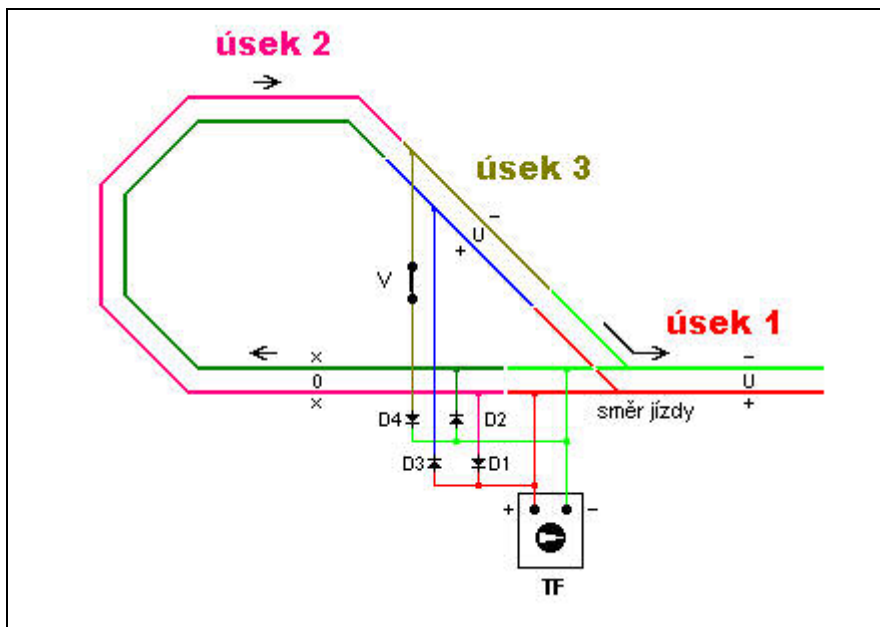 úsek 2
úsek 3
−
U
+
V
úsek 1
x
0
x
−
U
+
směr jízdy
D4
D2
D3
D1
+
−
TF